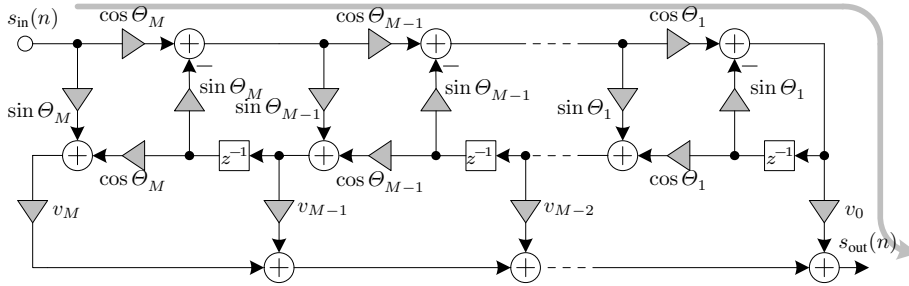 s_in(n) cos Θ_M cos Θ_{M−1} cos Θ_1
− − −
sin Θ_M sin Θ_M sin Θ_{M−1} sin Θ_{M−1} sin Θ_1 sin Θ_1
z^{−1} z^{−1} z^{−1}
cos Θ_M cos Θ_{M−1} cos Θ_1
v_M v_{M−1} v_{M−2} v_0
s_out(n)